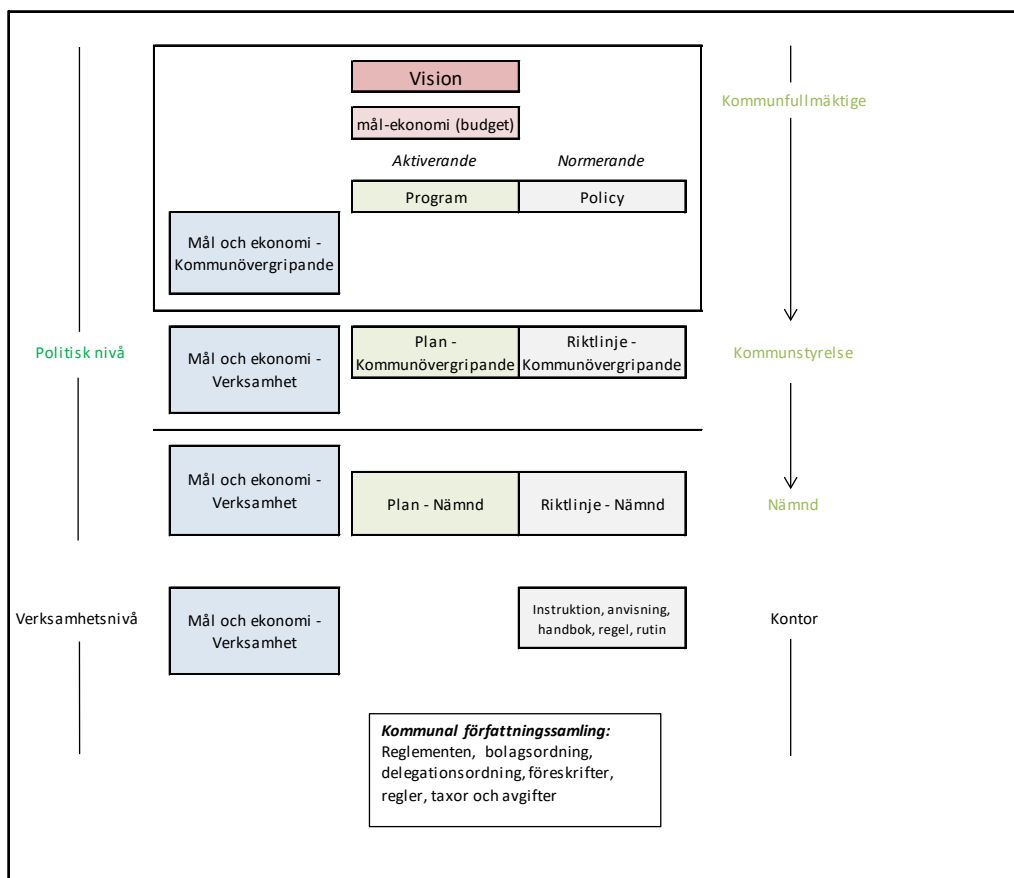 Vision
Kommunfullmäktige
mål-ekonomi (budget)
Aktiverande
Normerande
Program
Policy
Mål och ekonomi -
Kommunövergripande
Politisk nivå
Mål och ekonomi -
Verksamhet
Plan -
Kommunövergripande
Riktlinje -
Kommunövergripande
Kommunstyrelse
Mål och ekonomi -
Verksamhet
Plan - Nämnd
Riktlinje - Nämnd
Nämnd
Verksamhetsnivå
Mål och ekonomi -
Verksamhet
Instruktion, anvisning,
handbok, regel, rutin
Kontor
Kommunal författningssamling:
Reglementen, bolagsordning,
delegationsordning, föreskrifter,
regler, taxor och avgifter